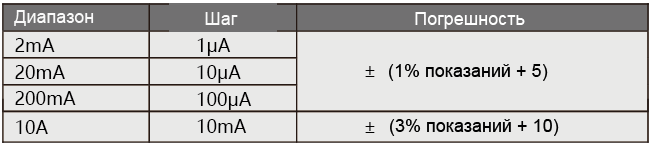 Диапазон Шаг Погрешность
2mA 1µA
20mA 10µA ± (1% показаний + 5)
200mA 100µA
10A 10mA ± (3% показаний + 10)